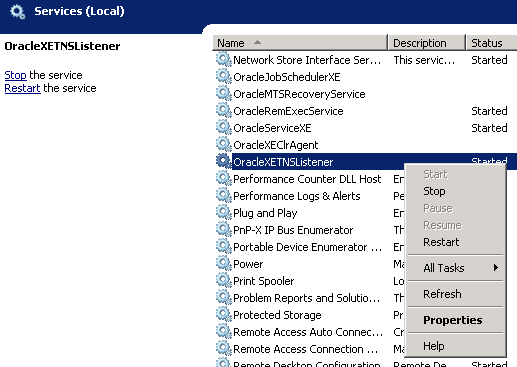 Services (Local)
OracleXETNSListener
Stop the service
Restart the service
Name Description Status
Network Store Interface Ser... This servic... Started
OracleJobSchedulerXE
OracleMTSRecoveryService
OracleRemExecService Started
OracleServiceXE Started
OracleXEClrAgent
OracleXETNSListener Started
Performance Counter DLL Host En
Performance Logs & Alerts Pe
Plug and Play En
PnP-X IP Bus Enumerator Th
Portable Device Enumerator ... En
Power Ma
Print Spooler Lo
Problem Reports and Solutio... Th
Protected Storage Pr
Remote Access Auto Connec... Cr
Remote Access Connection ... Ma
Remote Desktop Configuration Remote De... Started
Start
Stop
Pause
Resume
Restart
All Tasks
Refresh
Properties
Help